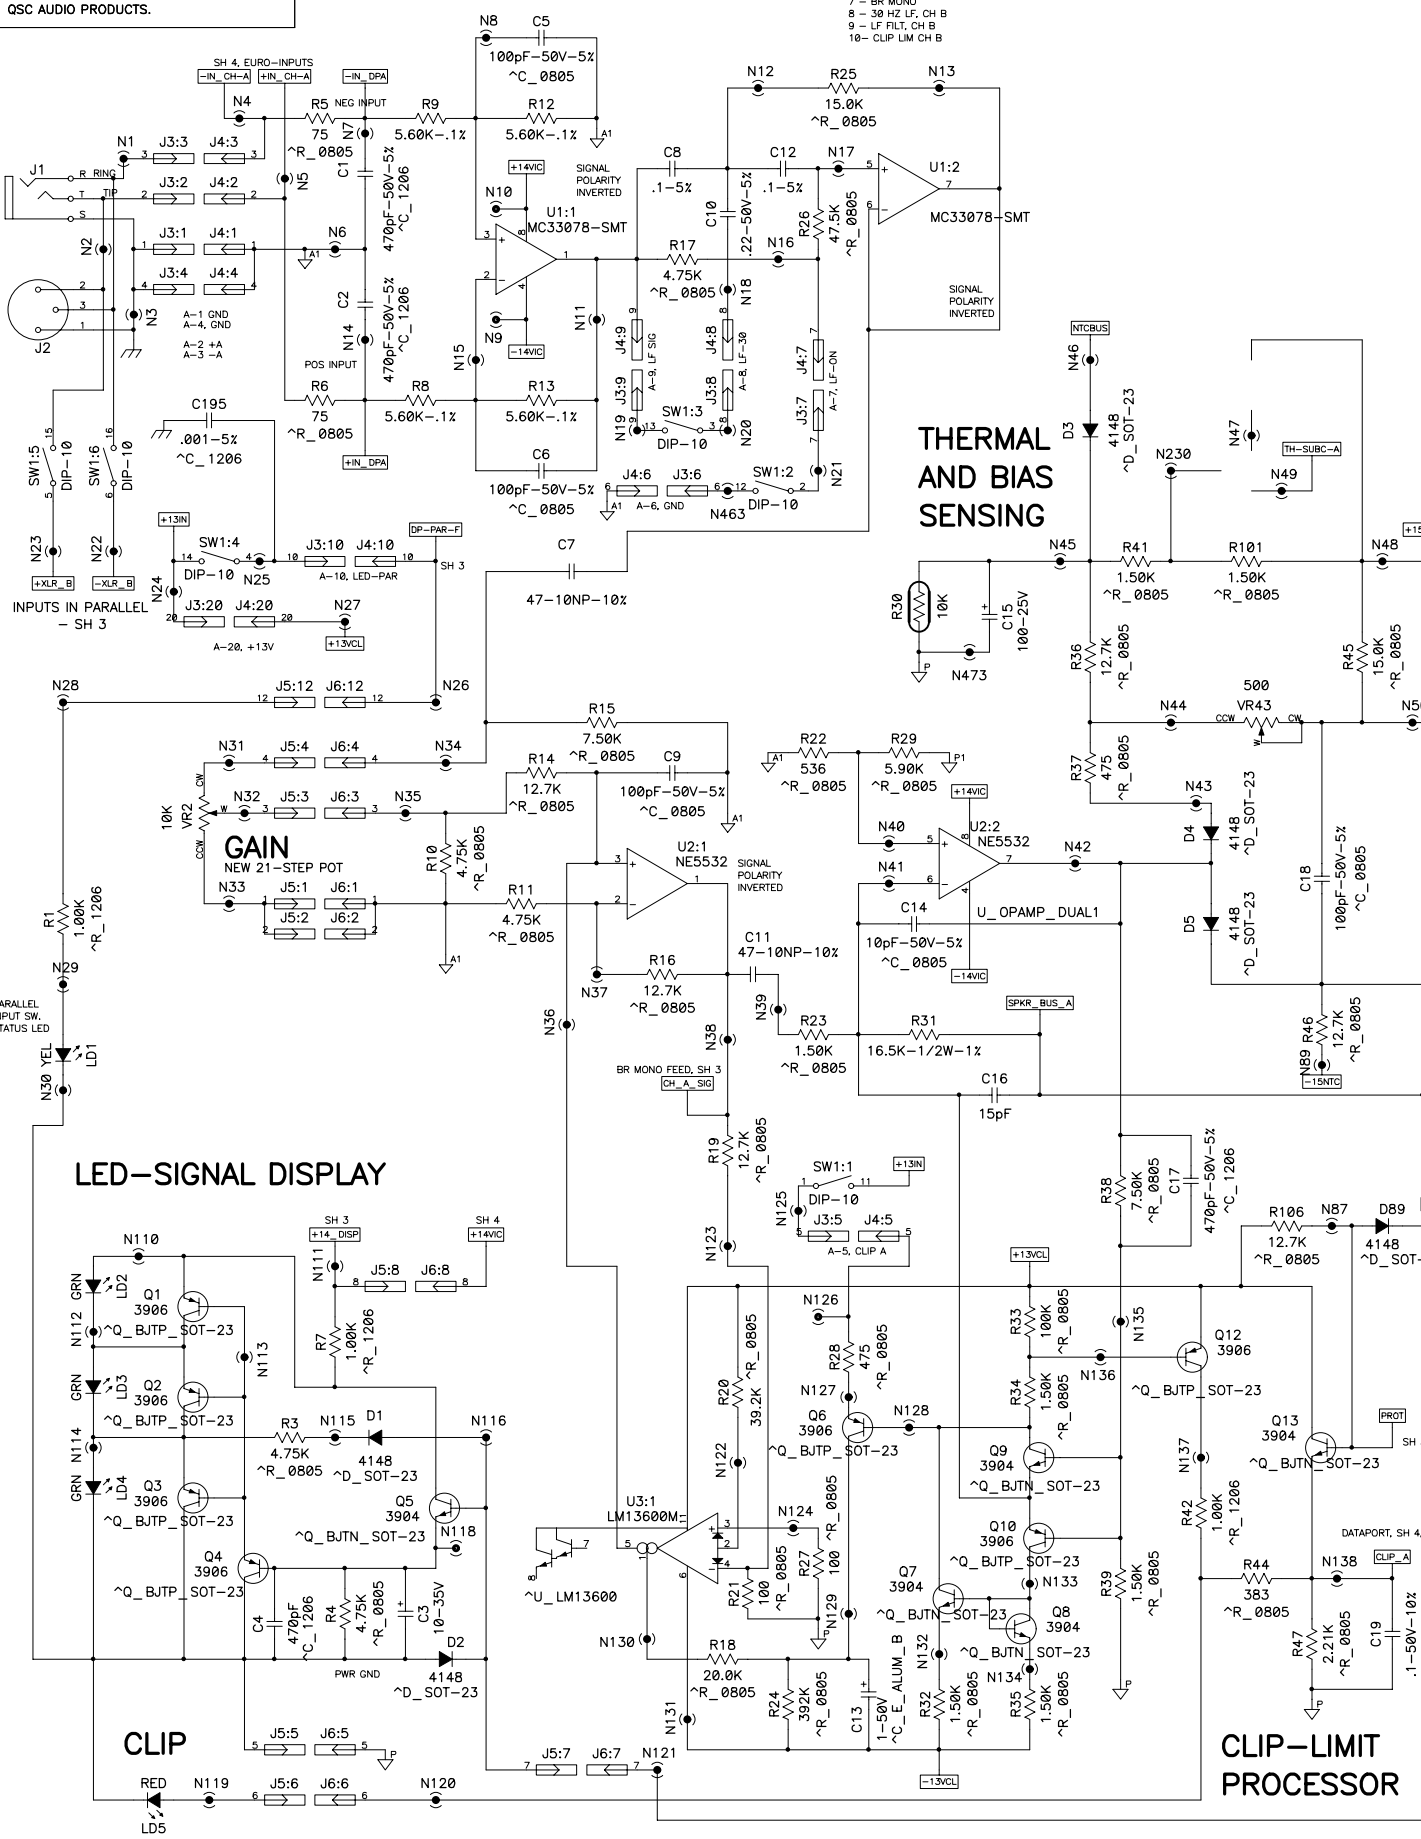 QSC AUDIO PRODUCTS.
7 - BR MONO
8 - 30 HZ LF, CH B
9 - LF FILT, CH B
10- CLIP LIM CH B
SH 4, EURO-INPUTS
-IN_CH-A
+IN_CH-A
-IN_DPA
NEG INPUT
N8
C5
100pF-50V-5%
^C_0805
N12
R25
15.0K
^R_0805
N13
N4
R5
75
^R_0805
N7
R9
5.60K-.1%
R12
5.60K-.1%
A1
N1
J3:3
J4:3
J1
R RING
T TIP
S
J3:2
J4:2
N5
C1
470pF-50V-5%
^C_1206
+14VIC
N10
SIGNAL
POLARITY
INVERTED
U1:1
MC33078-SMT
C8
.1-5%
C12
.1-5%
N17
C10
.22-50V-5%
R26
47.5K
^R_0805
U1:2
MC33078-SMT
N2
J3:1
J4:1
N6
A1
R17
4.75K
^R_0805
N16
J3:4
J4:4
N3
J2
A-1 GND
A-4, GND
A-2 +A
A-3 -A
C2
470pF-50V-5%
^C_1206
N14
POS INPUT
N9
-14VIC
N15
N11
N18
SIGNAL
POLARITY
INVERTED
J4:9
J3:9
A-9, LF SIG
J4:8
J3:8
A-8, LF-30
J4:7
J3:7
A-7, LF-ON
R6
75
^R_0805
R8
5.60K-.1%
R13
5.60K-.1%
N19
SW1:3
DIP-10
N20
C195
.001-5%
^C_1206
+IN_DPA
C6
100pF-50V-5%
^C_0805
J4:6
J3:6
A1
A-6, GND
N463
SW1:2
DIP-10
N21
SW1:5
DIP-10
SW1:6
DIP-10
N23
N22
+XLR_B
-XLR_B
INPUTS IN PARALLEL
- SH 3
+13IN
SW1:4
DIP-10
N25
N24
J3:10
J4:10
A-10, LED-PAR
DP-PAR-F
SH 3
J3:20
J4:20
A-20, +13V
N27
+13VCL
C7
47-10NP-10%
THERMAL
AND BIAS
SENSING
NTCBUS
N46
D3
4148
^D_SOT-23
N230
N47
TH-SUBC-A
N49
N45
R41
1.50K
^R_0805
R101
1.50K
^R_0805
N48
R30
10K
C15
100-25V
N473
P
R36
12.7K
^R_0805
R45
15.0K
^R_0805
500
VR43
CCW
CW
W
N44
R37
475
^R_0805
N43
D4
4148
^D_SOT-23
D5
4148
^D_SOT-23
C18
100pF-50V-5%
^C_0805
R46
12.7K
^R_0805
N89
-15NTC
N28
J5:12
J6:12
N26
R15
7.50K
^R_0805
N31
J5:4
J6:4
N34
R14
12.7K
^R_0805
C9
100pF-50V-5%
^C_0805
A1
10K
VR2
CW
W
CCW
N32
J5:3
J6:3
N35
GAIN
NEW 21-STEP POT
R10
4.75K
^R_0805
N33
J5:1
J6:1
J5:2
J6:2
R11
4.75K
^R_0805
A1
U2:1
NE5532
SIGNAL
POLARITY
INVERTED
A1
R22
536
^R_0805
R29
5.90K
^R_0805
P1
+14VIC
U2:2
NE5532
N40
N41
N42
U_OPAMP_DUAL1
C14
10pF-50V-5%
^C_0805
-14VIC
R1
1.00K
^R_1206
N29
C11
47-10NP-10%
R16
12.7K
^R_0805
N37
N36
N38
N39
R23
1.50K
^R_0805
R31
16.5K-1/2W-1%
SPKR_BUS_A
C16
15pF
N30
YEL
LD1
BR MONO FEED, SH 3
CH_A_SIG
R19
12.7K
^R_0805
R38
7.50K
^R_0805
C17
470pF-50V-5%
^C_1206
LED-SIGNAL DISPLAY
SW1:1
DIP-10
+13IN
N125
J3:5
J4:5
A-5, CLIP A
N123
SH 3
+14_DISP
SH 4
+14VIC
N110
N111
J5:8
J6:8
GRN
LD2
Q1
3906
^Q_BJTP_SOT-23
N112
N113
R7
1.00K
^R_1206
GRN
LD3
Q2
3906
^Q_BJTP_SOT-23
N114
R3
4.75K
^R_0805
N115
D1
4148
^D_SOT-23
N116
GRN
LD4
Q3
3906
^Q_BJTP_SOT-23
Q5
3904
^Q_BJTN_SOT-23
N118
Q4
3906
^Q_BJTP_SOT-23
C4
470pF
^C_1206
R4
4.75K
^R_0805
C3
10-35V
D2
4148
^D_SOT-23
PWR GND
N126
R28
475
^R_0805
R20
39.2K
^R_0805
N127
Q6
3906
^Q_BJTP_SOT-23
N128
N122
U3:1
LM13600M
^U_LM13600
N124
R27
100
^R_0805
R21
100
^R_0805
N129
P
N130
R18
20.0K
^R_0805
R24
392K
^R_0805
C13
1-50V
^C_E_ALUM_B
N131
+13VCL
R33
100K
^R_0805
R34
1.50K
^R_0805
N135
N136
Q12
3906
^Q_BJTP_SOT-23
Q9
3904
^Q_BJTN_SOT-23
Q10
3906
^Q_BJTP_SOT-23
N133
Q7
3904
^Q_BJTN_SOT-23
Q8
3904
^Q_BJTN_SOT-23
N132
N134
R32
1.50K
^R_0805
R35
1.50K
^R_0805
-13VCL
R39
1.50K
^R_0805
P
R106
12.7K
^R_0805
N87
D89
4148
Q13
3904
^Q_BJTN_SOT-23
PROT
N137
R42
1.00K
^R_1206
R44
383
^R_0805
N138
DATAPORT, SH 4,
CLIP_A
R47
2.21K
^R_0805
C19
.1-50V-10%
P
CLIP
J5:5
J6:5
P
RED
LD5
N119
J5:6
J6:6
N120
J5:7
J6:7
N121
CLIP-LIMIT
PROCESSOR